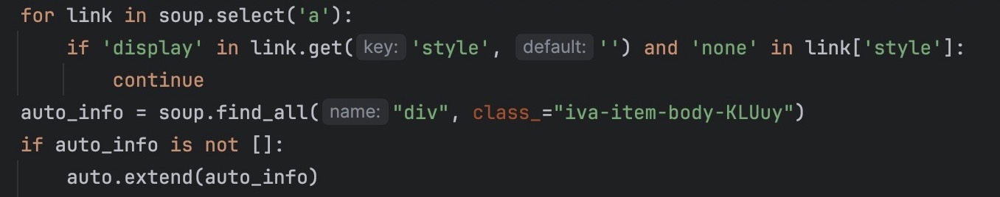 for link in soup.select('a'):
    if 'display' in link.get(key: 'style', default: '') and 'none' in link['style']:
        continue
auto_info = soup.find_all(name: "div", class_="iva-item-body-KLUuy")
if auto_info is not []:
    auto.extend(auto_info)